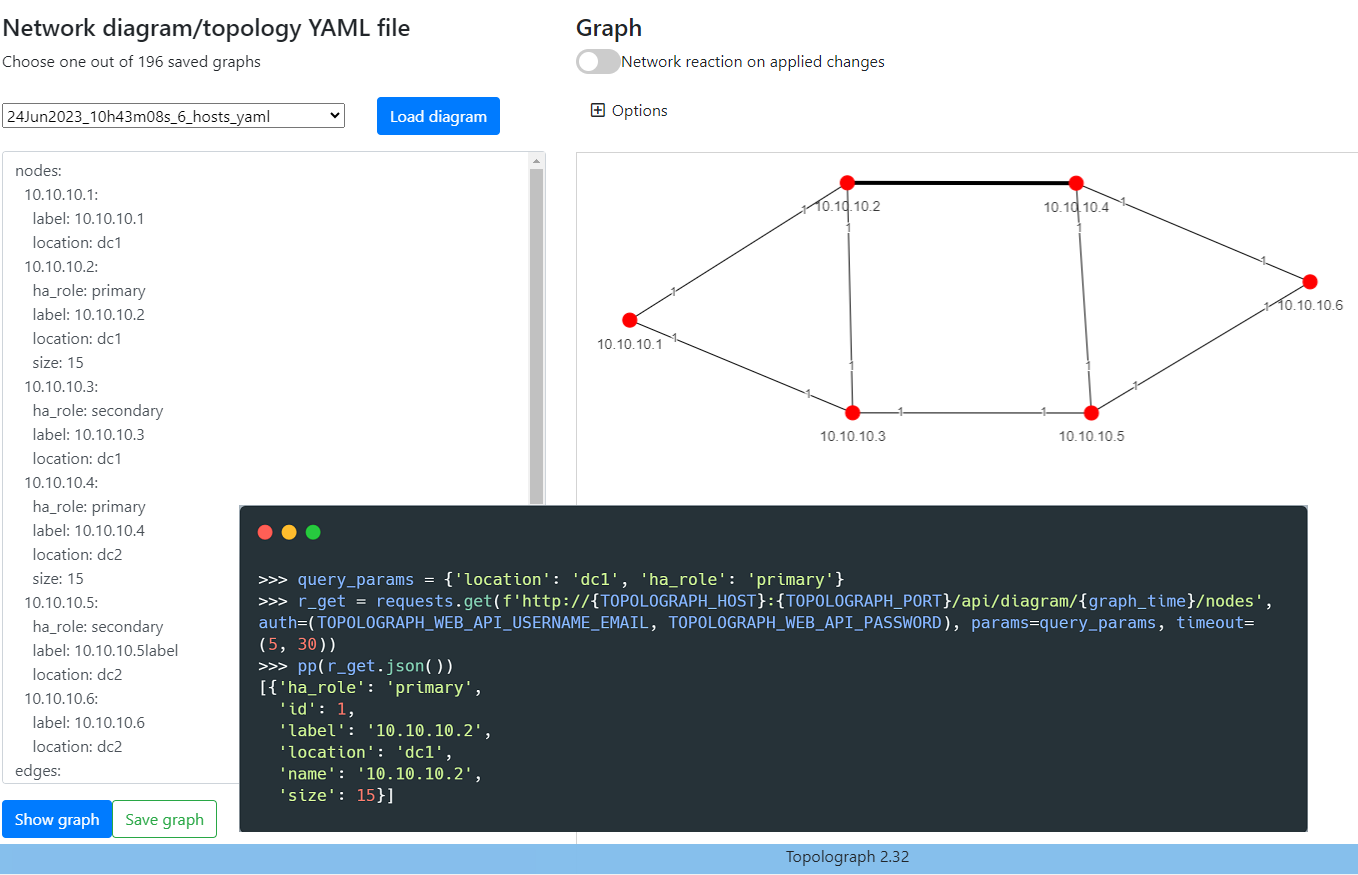 Network diagram/topology YAML file
Choose one out of 196 saved graphs
24Jun2023_10h43m08s_6_hosts_yaml
Load diagram
nodes:
10.10.10.1:
label: 10.10.10.1
location: dc1
10.10.10.2:
ha_role: primary
label: 10.10.10.2
location: dc1
size: 15
10.10.10.3:
ha_role: secondary
label: 10.10.10.3
location: dc1
10.10.10.4:
ha_role: primary
label: 10.10.10.4
location: dc2
size: 15
10.10.10.5:
ha_role: secondary
label: 10.10.10.5label
location: dc2
10.10.10.6:
label: 10.10.10.6
location: dc2
edges:
Show graph
Save graph
Graph
Network reaction on applied changes
Options
10.10.10.2
10.10.10.4
1
1
1
1
1
1
10.10.10.6
1
1
10.10.10.1
1
1
1
1
1
1
1
10.10.10.3
10.10.10.5
>>> query_params = {'location': 'dc1', 'ha_role': 'primary'}
>>> r_get = requests.get(f'http://{TOPOLOGRAPH_HOST}:{TOPOLOGRAPH_PORT}/api/diagram/{graph_time}/nodes',
auth=(TOPOLOGRAPH_WEB_API_USERNAME_EMAIL, TOPOLOGRAPH_WEB_API_PASSWORD), params=query_params, timeout=
(5, 30))
>>> pp(r_get.json())
[{'ha_role': 'primary',
'id': 1,
'label': '10.10.10.2',
'location': 'dc1',
'name': '10.10.10.2',
'size': 15}]
Topolograph 2.32